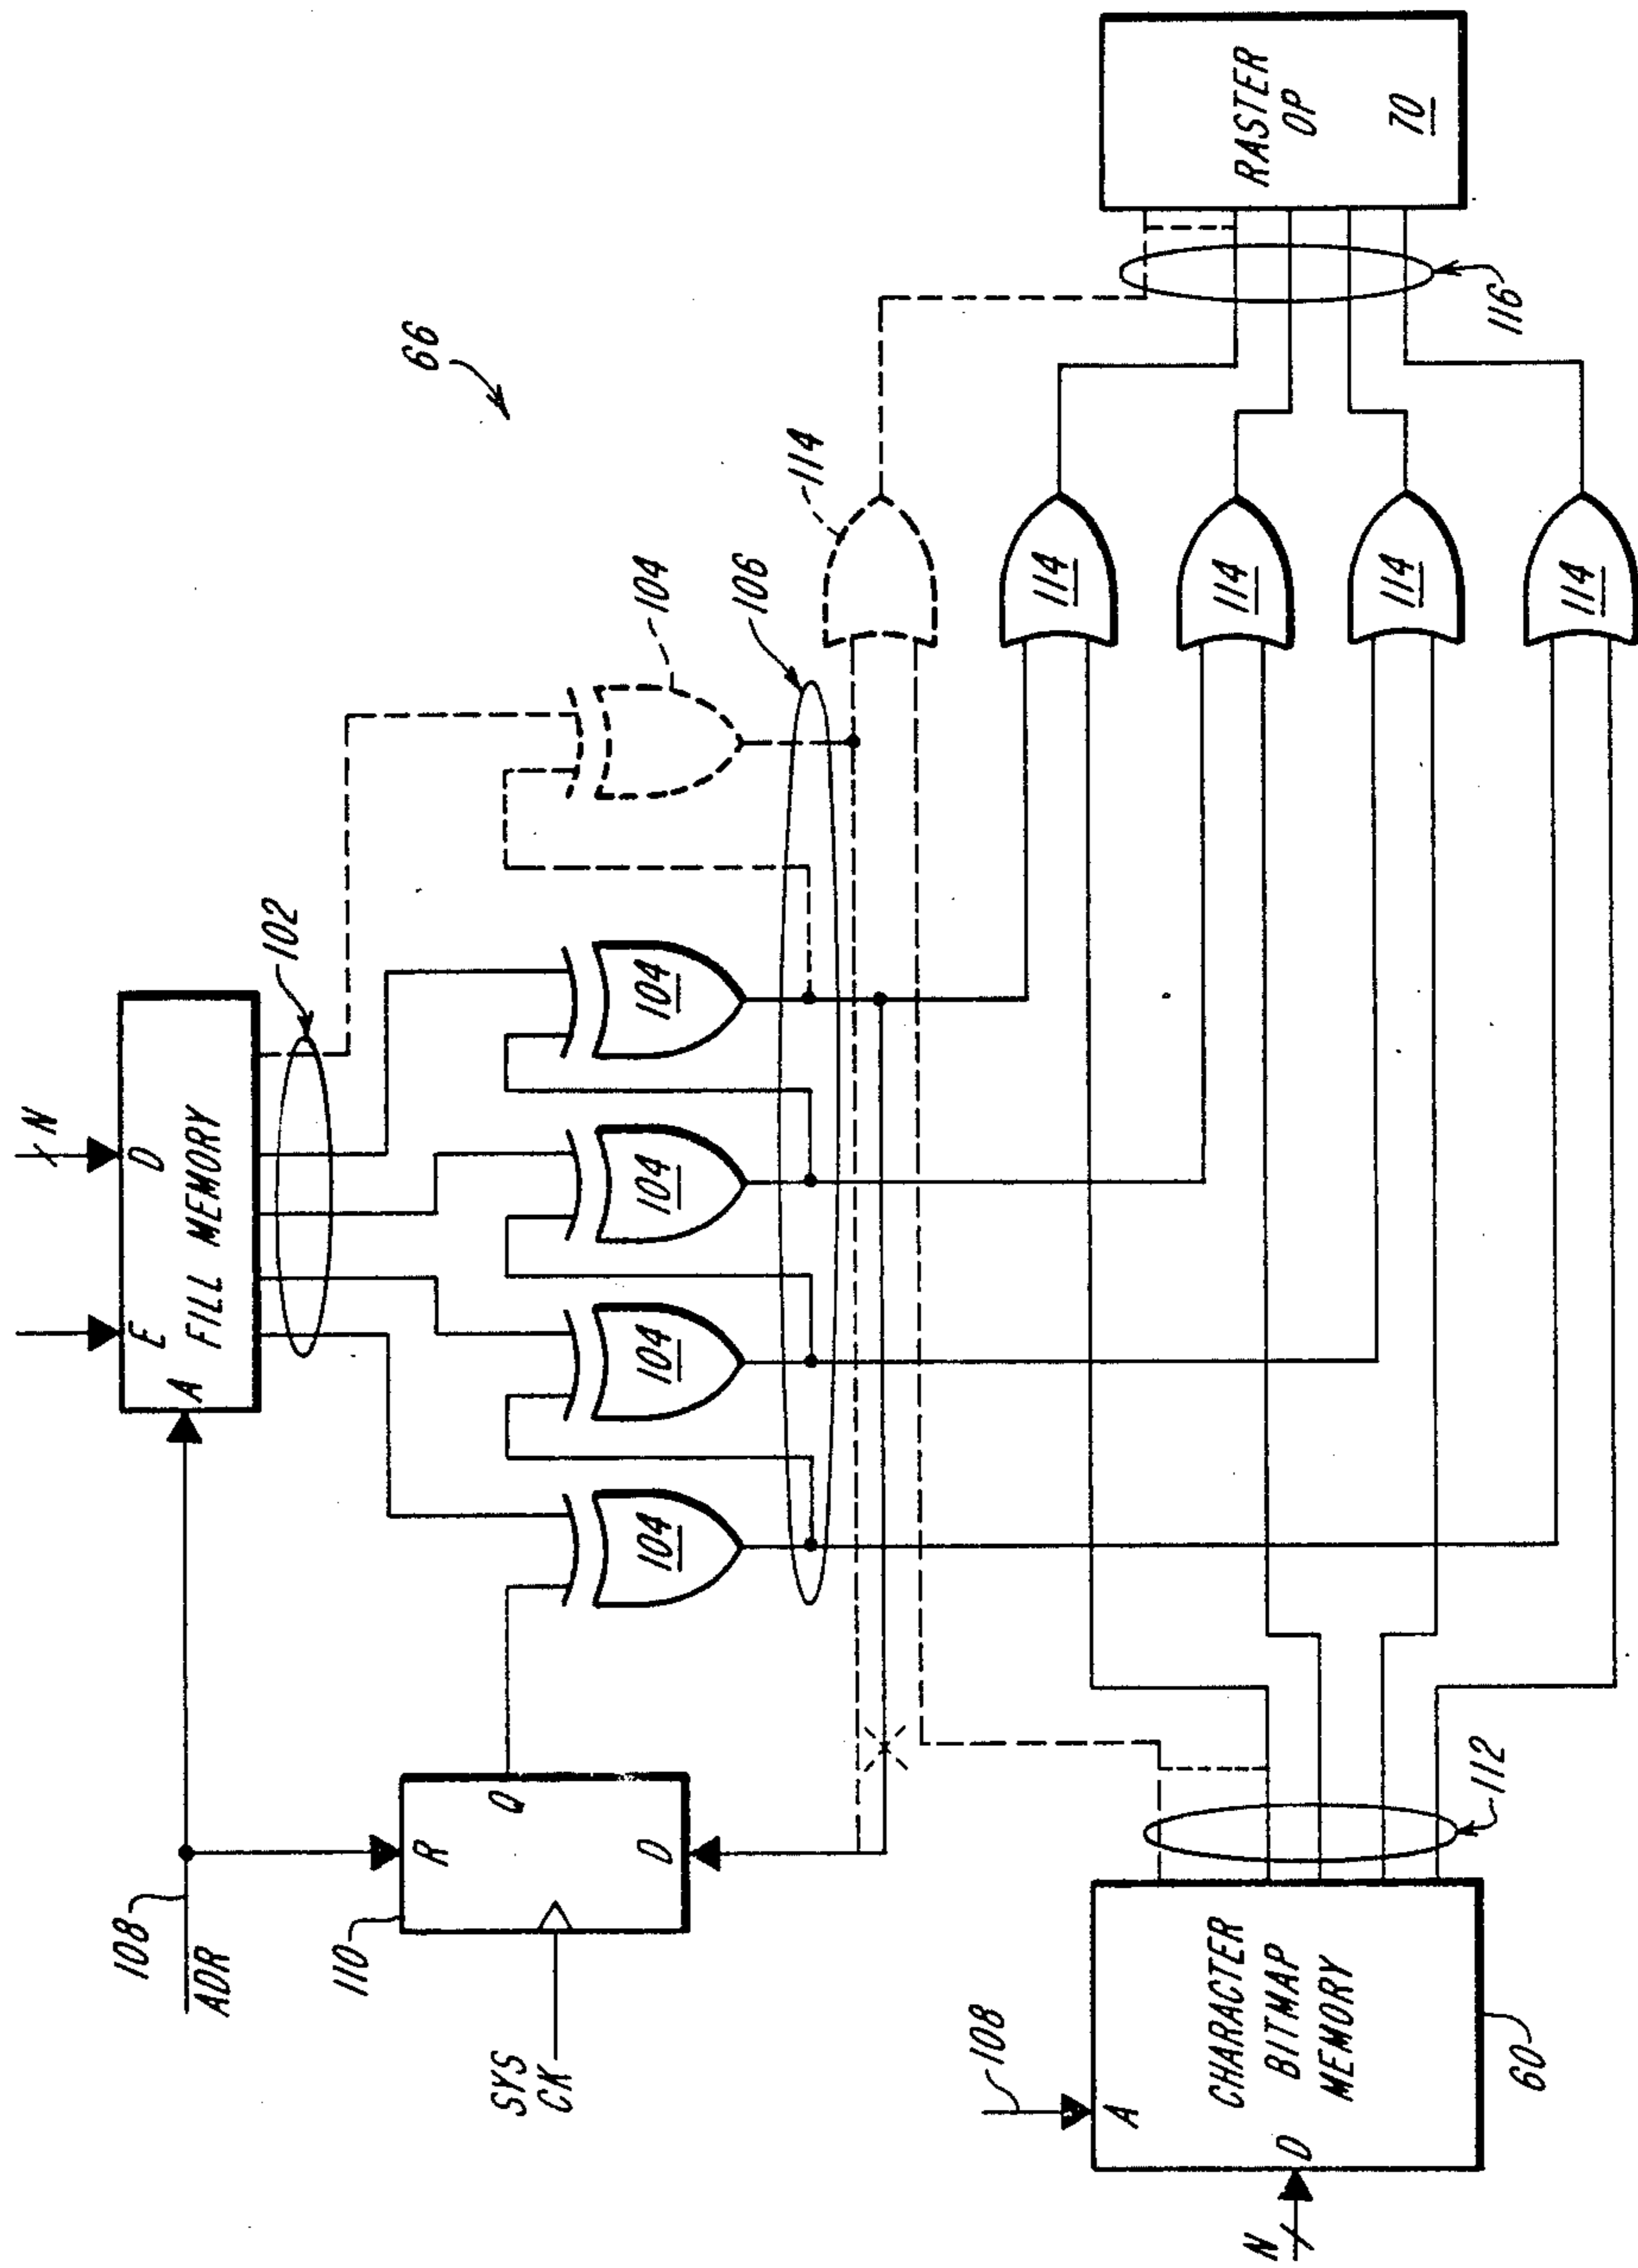 66
N
E
D
A
FILL MEMORY
102
108
ADR
110
R
Q
D
SYS
CK
104
104
104
104
104
106
114
114
114
114
114
108
A
D
N
CHARACTER
BITMAP
MEMORY
60
112
116
RASTER
OP
70